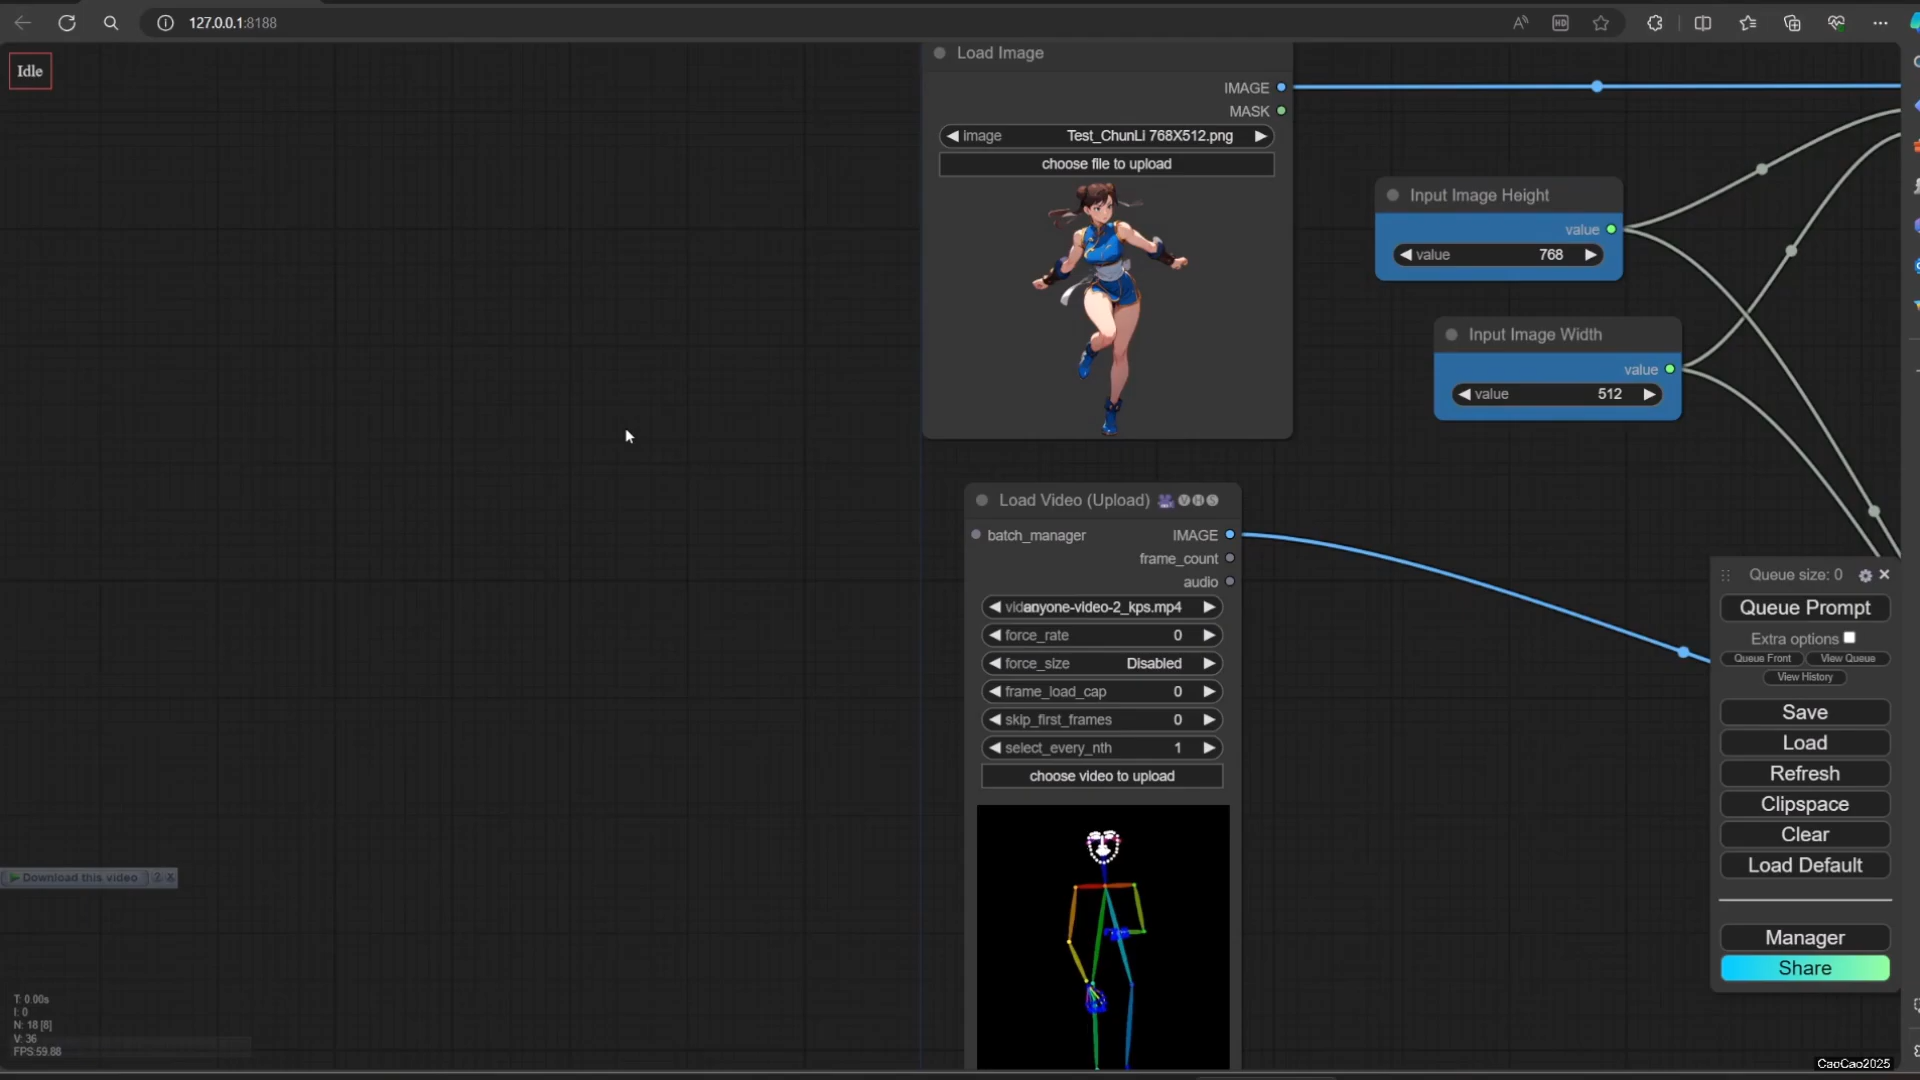 127.0.0.1:8188
Idle
Load Image
IMAGE
MASK
image Test_ChunLi 768X512.png
choose file to upload
Input Image Height
value
value 768
Input Image Width
value
value 512
Load Video (Upload) VHS
batch_manager IMAGE
frame_count
audio
anyone-video-2_kps.mp4
force_rate 0
force_size Disabled
frame_load_cap 0
skip_first_frames 0
select_every_nth 1
choose video to upload
Queue size: 0
Queue Prompt
Extra options
Queue Front View Queue
View History
Save
Load
Refresh
Clipspace
Clear
Load Default
Manager
Share
Download this video ? X
T: 0.00s
I: 0
N: 18 [8]
V: 36
FPS:59.88
CaoCao2025